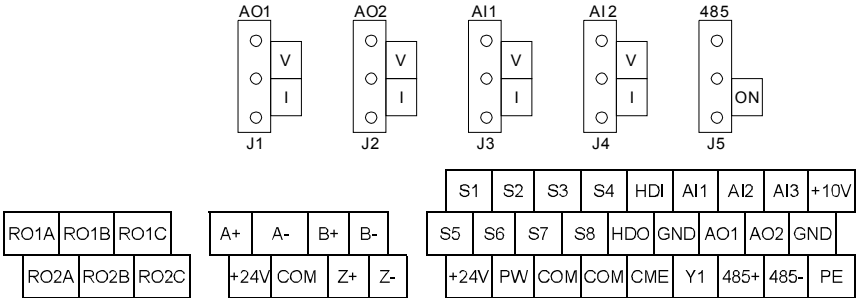 AO1 AO2 AI1 AI2 485
V V V V
I I I I ON
J1 J2 J3 J4 J5
S1 S2 S3 S4 HDI AI1 AI2 AI3 +10V
RO1A RO1B RO1C A+ A- B+ B- S5 S6 S7 S8 HDO GND AO1 AO2 GND
RO2A RO2B RO2C +24V COM Z+ Z- +24V PW COM COM CME Y1 485+ 485- PE